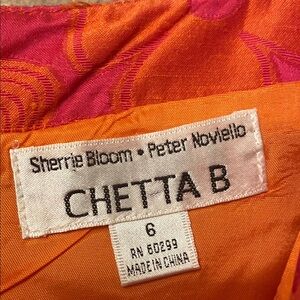 Sherrie Bloom • Peter Noviello
CHETTA B
6
RN 60299
MADE IN CHINA